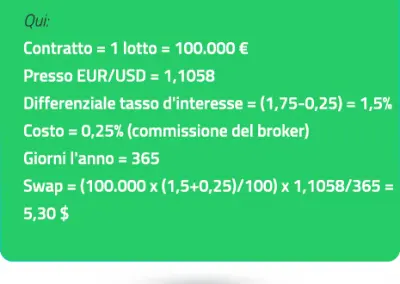 Qui:
Contratto = 1 lotto = 100.000 €
Presso EUR/USD = 1,1058
Differenziale tasso d'interesse = (1,75-0,25) = 1,5%
Costo = 0,25% (commissione del broker)
Giorni l'anno = 365
Swap = (100.000 x (1,5+0,25)/100) x 1,1058/365 =
5,30 $